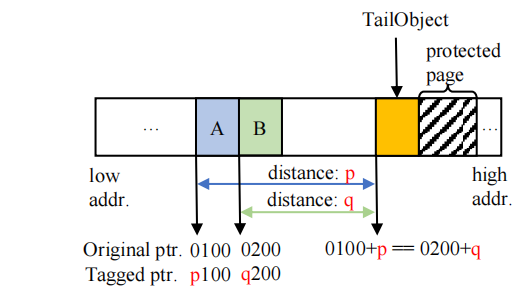 TailObject
protected
page
... A B ...
low
addr.
distance: p
distance: q
high
addr.
Original ptr. 0100 0200 0100+p == 0200+q
Tagged ptr. p100 q200